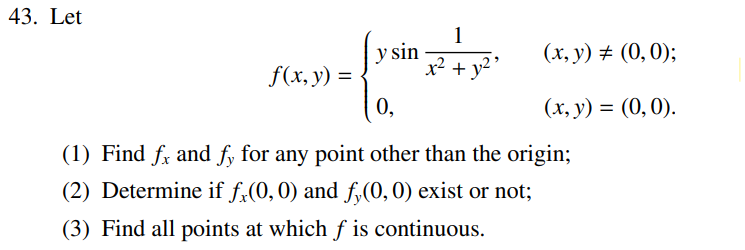 43. Let
f(x, y) = { y sin 1/(x² + y²), (x, y) ≠ (0, 0);
0, (x, y) = (0, 0).
(1) Find fₓ and fᵧ for any point other than the origin;
(2) Determine if fₓ(0, 0) and fᵧ(0, 0) exist or not;
(3) Find all points at which f is continuous.